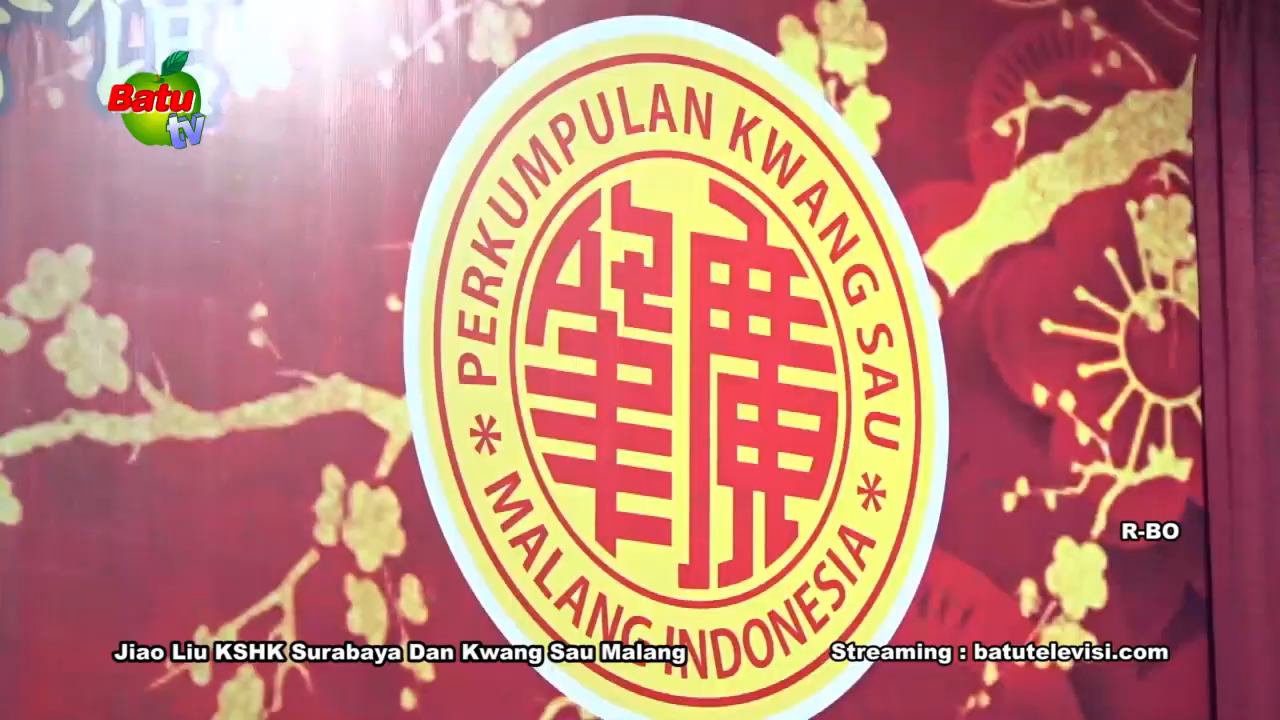 Batu
tv
PERKUMPULAN KWANG SAU
廣肇
* MALANG INDONESIA *
R-BO
Jiao Liu KSHK Surabaya Dan Kwang Sau Malang
Streaming : batutelevisi.com